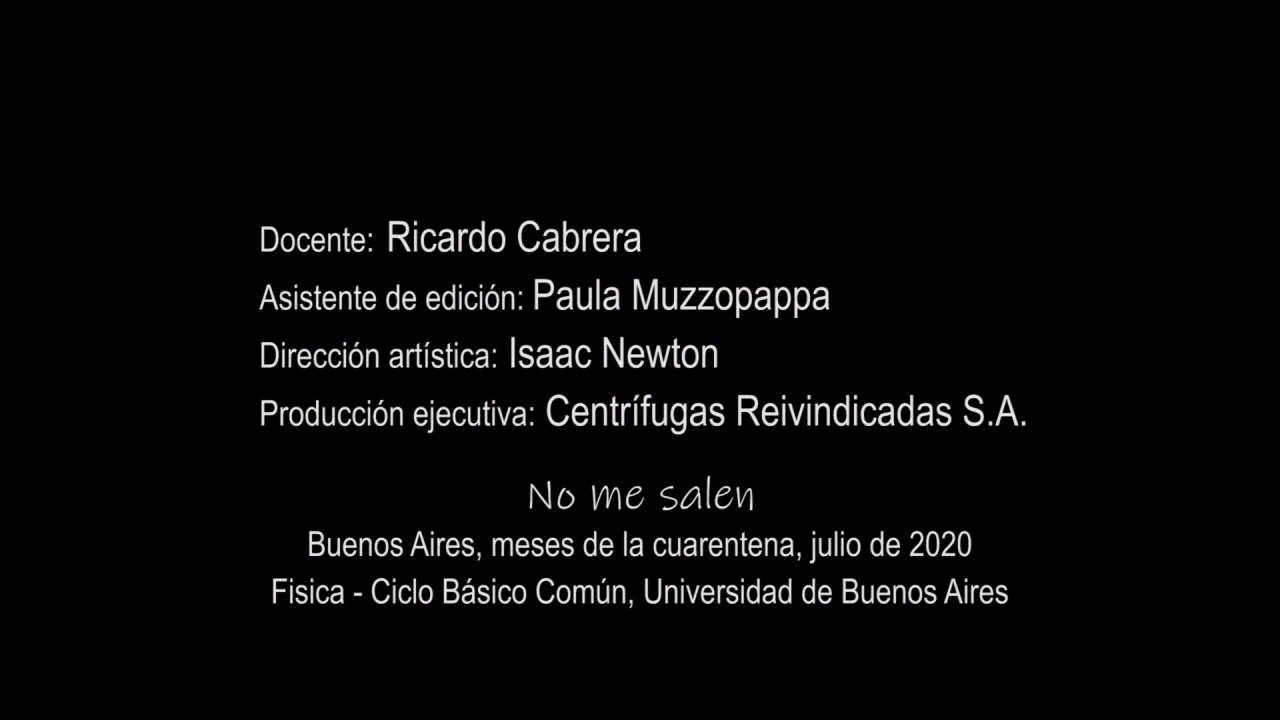 Docente: Ricardo Cabrera
Asistente de edición: Paula Muzzopappa
Dirección artística: Isaac Newton
Producción ejecutiva: Centrífugas Reivindicadas S.A.
No me salen
Buenos Aires, meses de la cuarentena, julio de 2020
Fisica - Ciclo Básico Común, Universidad de Buenos Aires